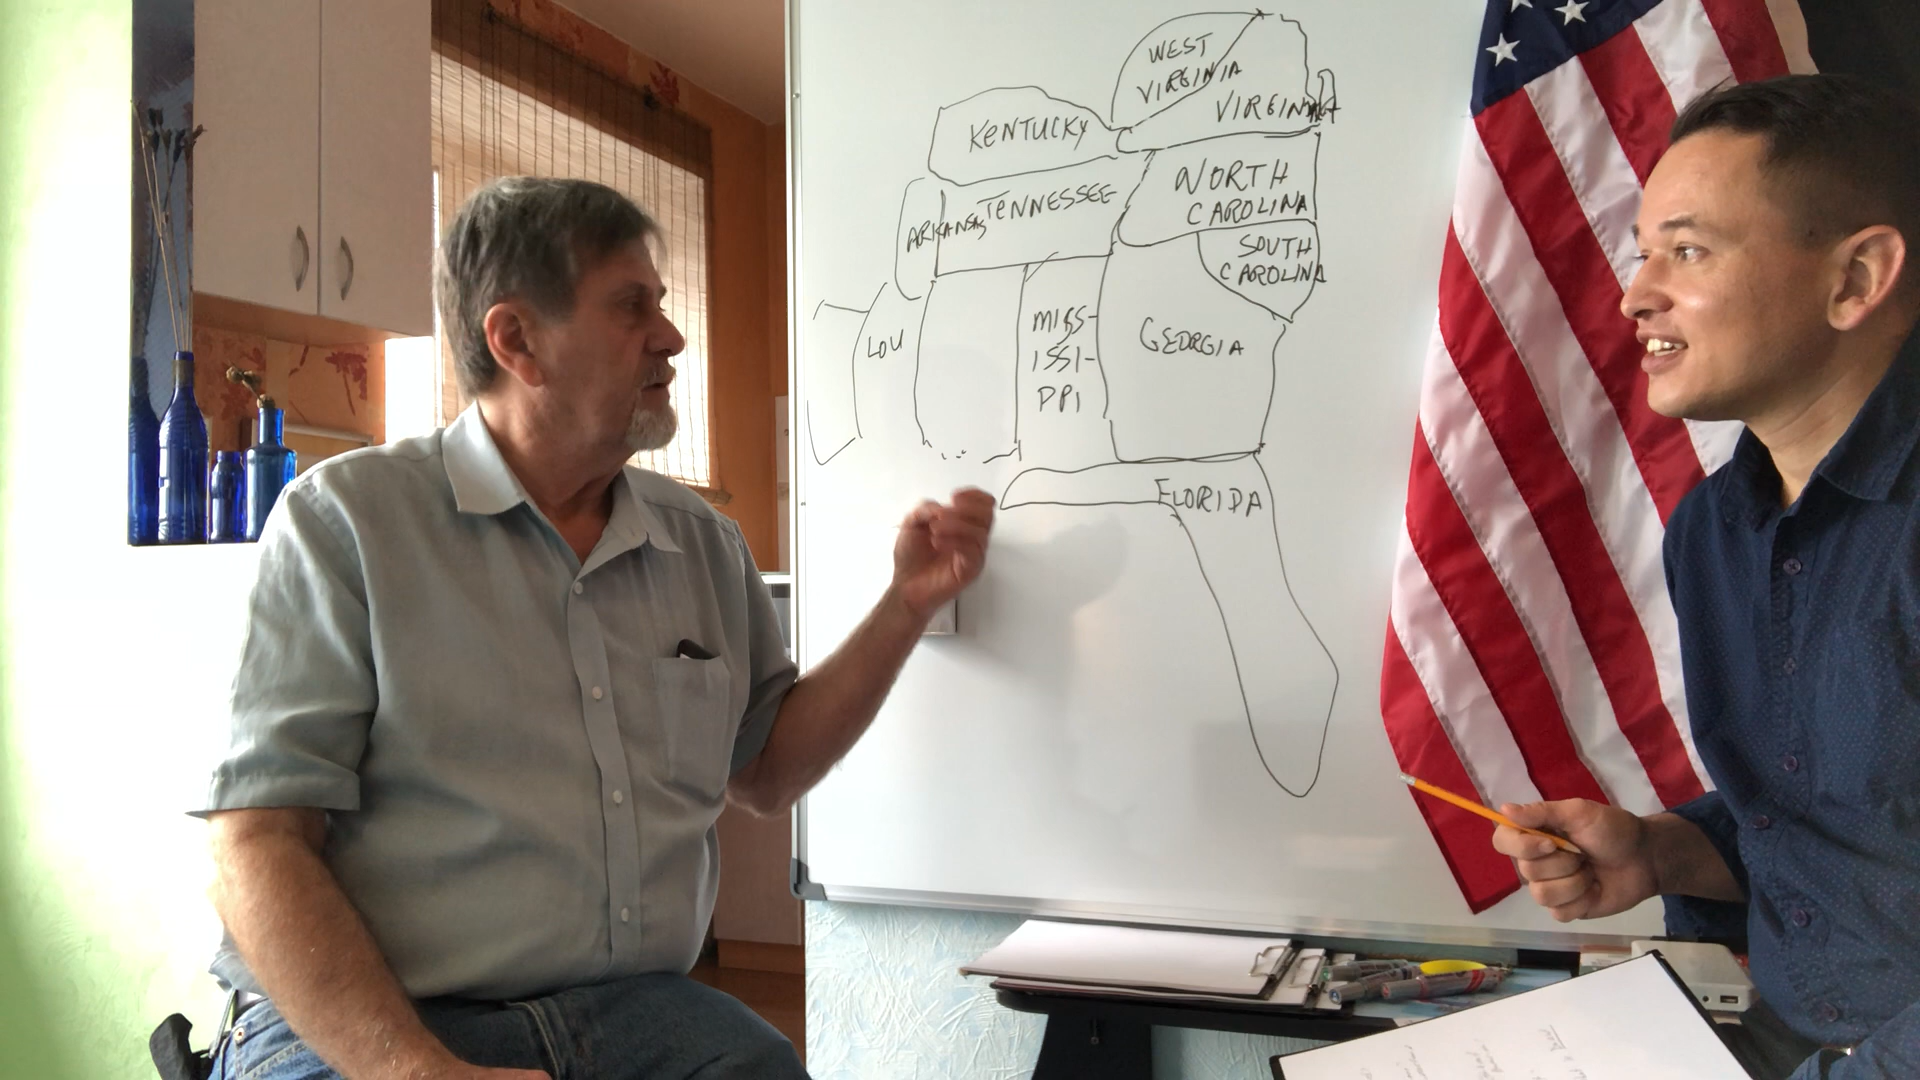 WEST
VIRGINIA
VIRGINIA
KENTUCKY
NORTH
CAROLINA
TENNESSEE
ARKANSAS
SOUTH
CAROLINA
LOU
MISS-
ISSI-
PPI
GEORGIA
FLORIDA